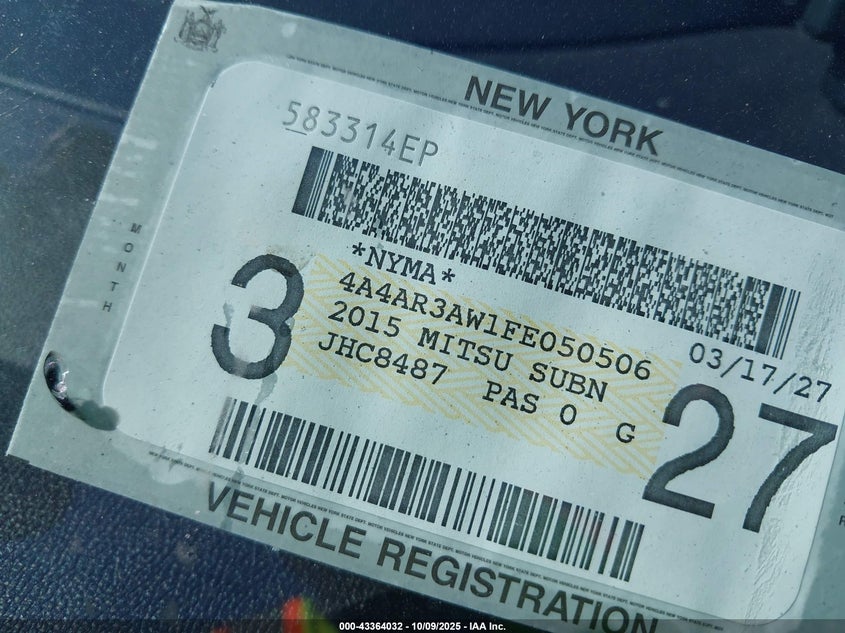 NEW YORK
583314EP
*NYMA*
4A4AR3AW1FE050506
03/17/27
2015 MITSU SUBN
JHC8487 PAS 0 G
MONTH
3
27
VEHICLE REGISTRATION
000-43364032 - 10/09/2025 - IAA Inc.